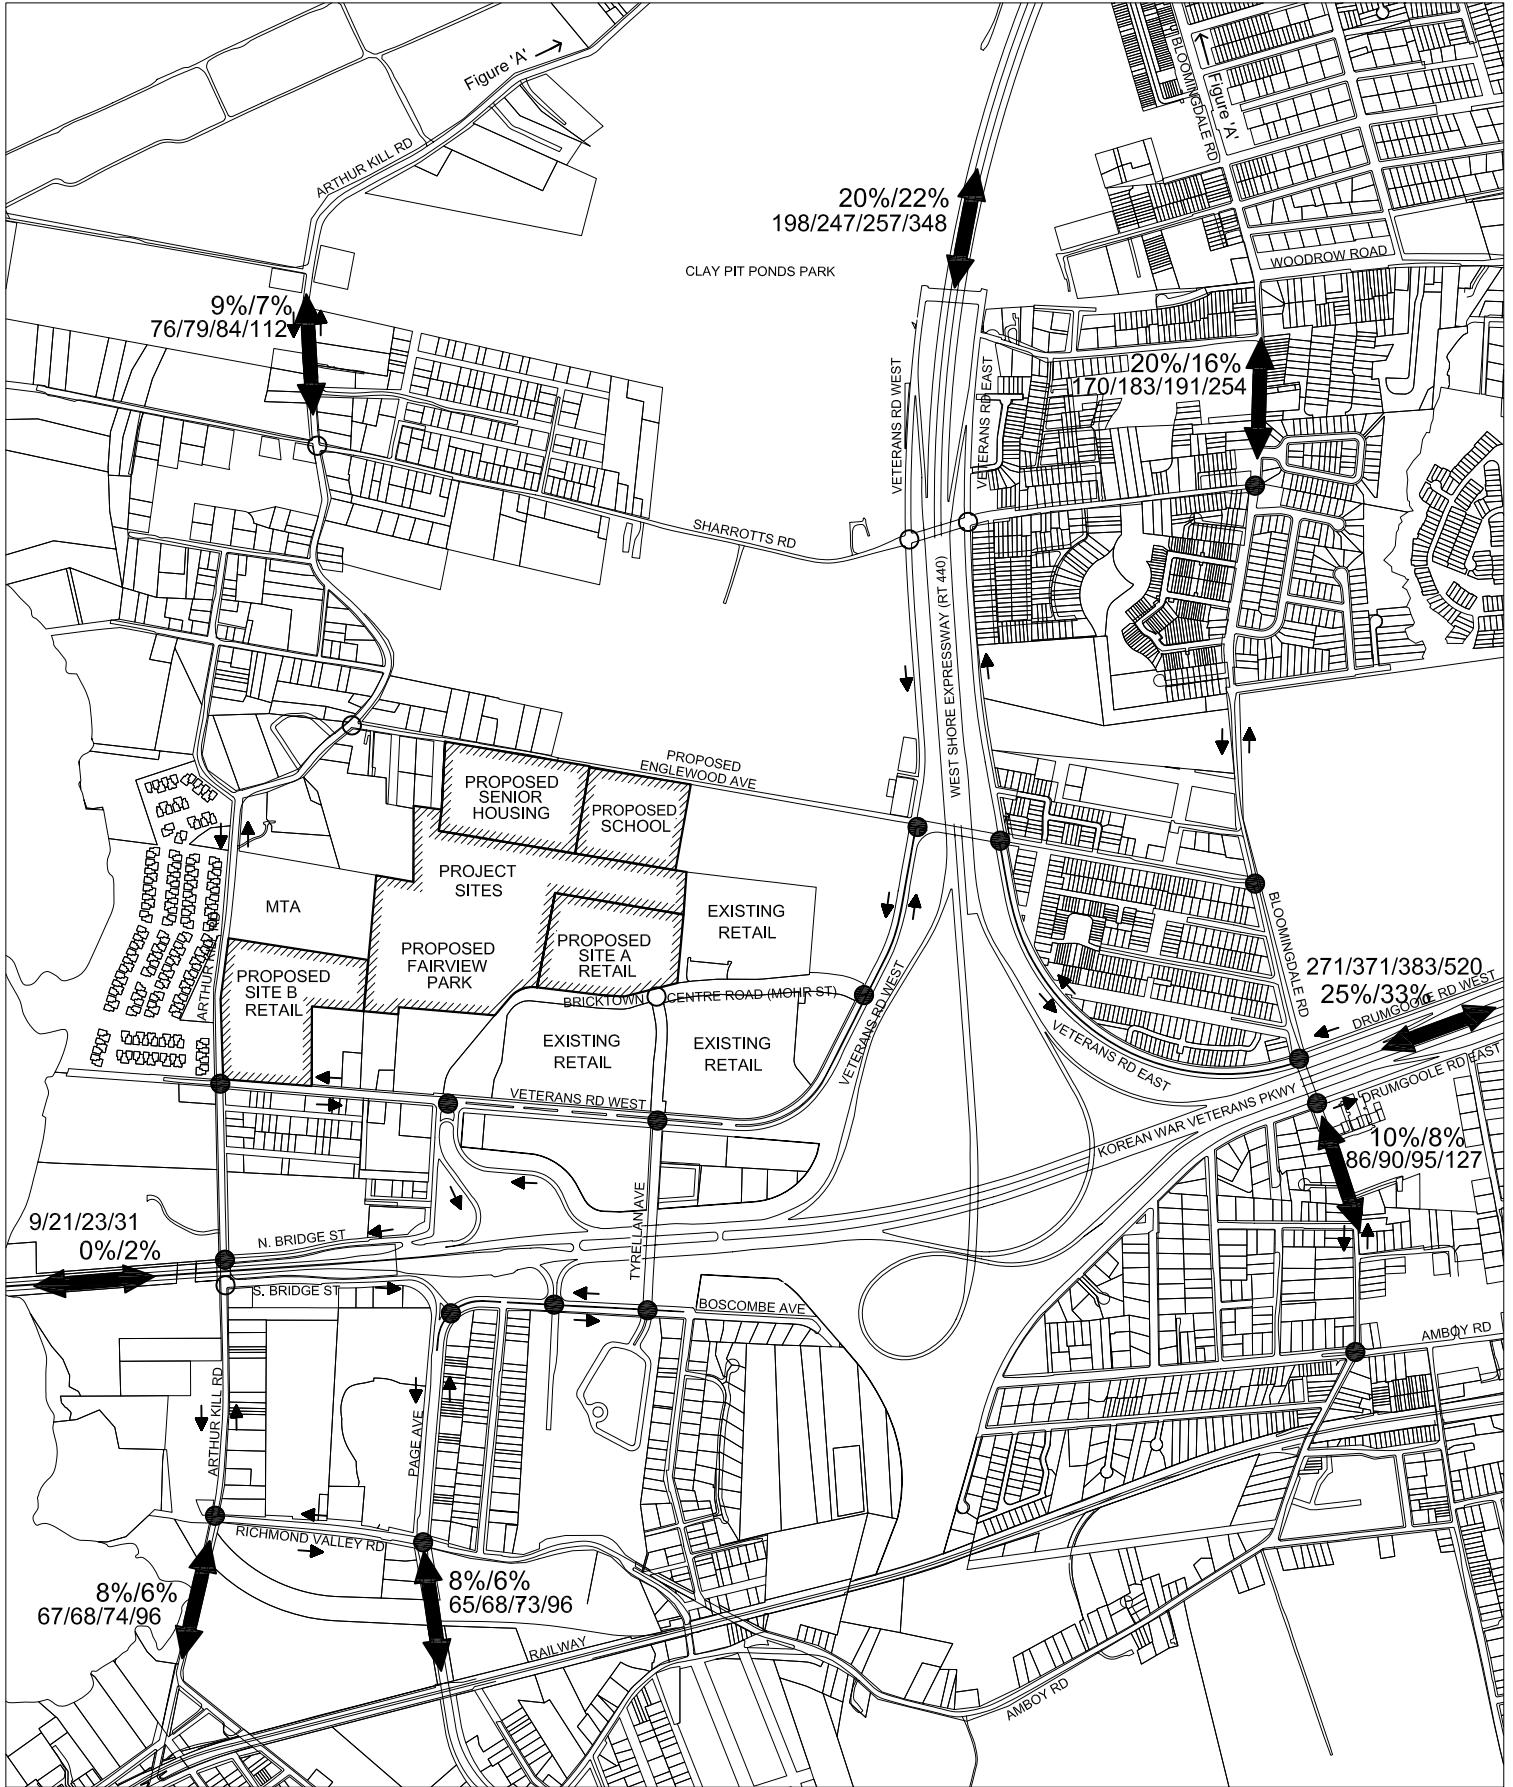 Figure 'A'
BLOOMINGDALE RD
Figure 'A'
ARTHUR KILL RD
20%/22%
198/247/257/348
CLAY PIT PONDS PARK
WOODROW ROAD
9%/7%
76/79/84/112
VETERANS RD WEST
VETERANS RD EAST
20%/16%
170/183/191/254
SHARROTTS RD
WEST SHORE EXPRESSWAY (RT 440)
PROPOSED
ENGLEWOOD AVE
PROPOSED
SENIOR
HOUSING
PROPOSED
SCHOOL
PROJECT
SITES
MTA
ARTHUR KILL RD
EXISTING
RETAIL
PROPOSED
SITE A
RETAIL
PROPOSED
FAIRVIEW
PARK
PROPOSED
SITE B
RETAIL
BLOOMINGDALE RD
271/371/383/520
25%/33%
DRUMGOOLE RD WEST
BRICKTOWN CENTRE ROAD (MOHR ST)
VETERANS RD WEST
EXISTING
RETAIL
EXISTING
RETAIL
VETERANS RD EAST
DRUMGOOLE RD EAST
VETERANS RD WEST
KOREAN WAR VETERANS PKWY
10%/8%
86/90/95/127
TYRELLAN AVE
9/21/23/31
0%/2%
N. BRIDGE ST
S. BRIDGE ST
BOSCOMBE AVE
AMBOY RD
ARTHUR KILL RD
PAGE AVE
RICHMOND VALLEY RD
8%/6%
67/68/74/96
8%/6%
65/68/73/96
RAILWAY
AMBOY RD